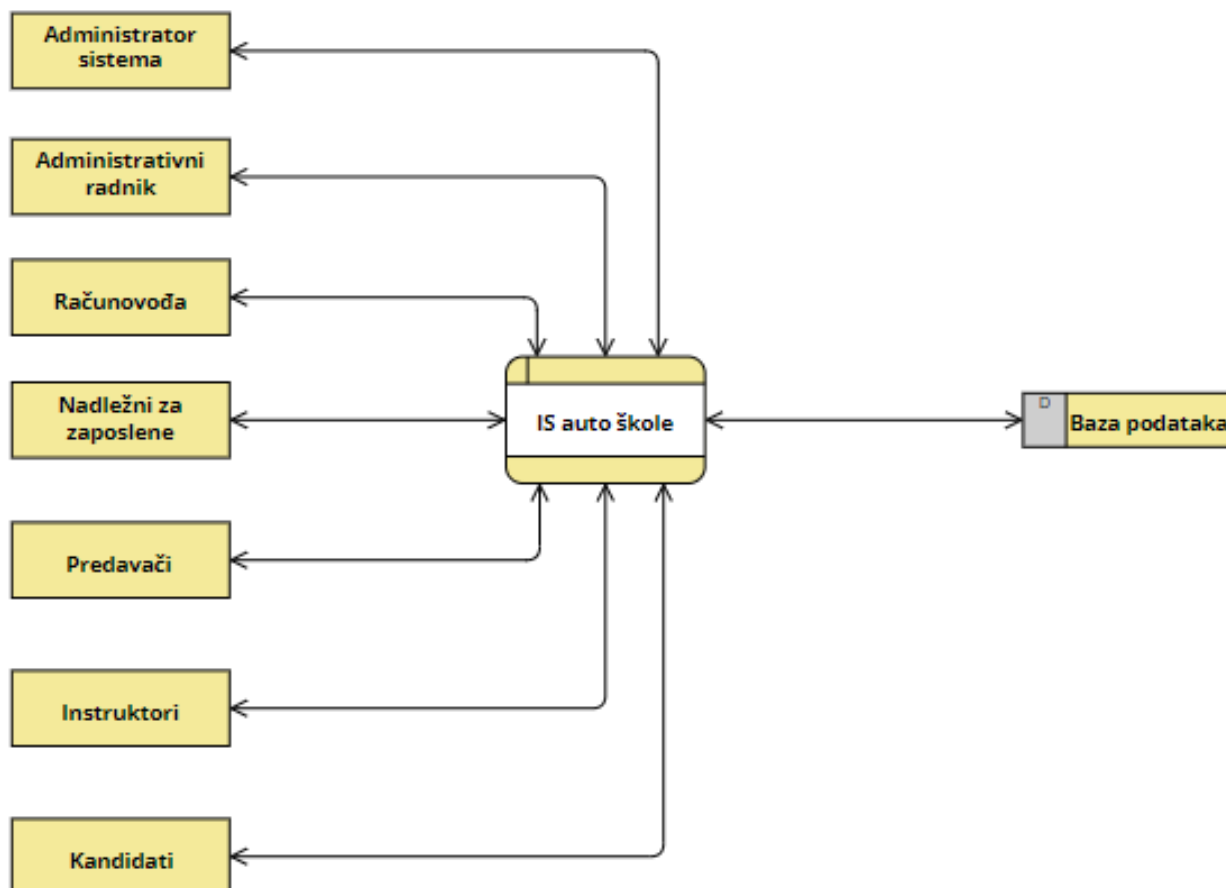 Administrator
sistema
Administrativni
radnik
Računovođa
Nadležni za
zaposlene
IS auto škole
D
Baza podataka
Predavači
Instruktori
Kandidati